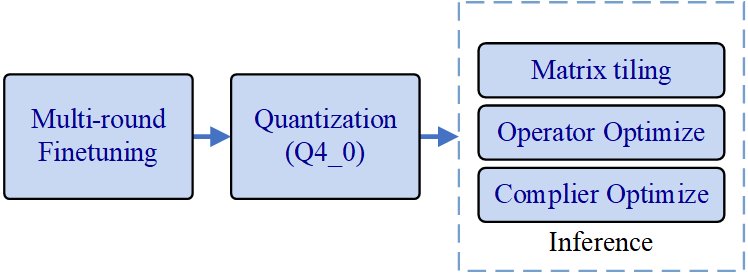 Multi-round
Finetuning
Quantization
(Q4_0)
Matrix tiling
Operator Optimize
Complier Optimize
Inference